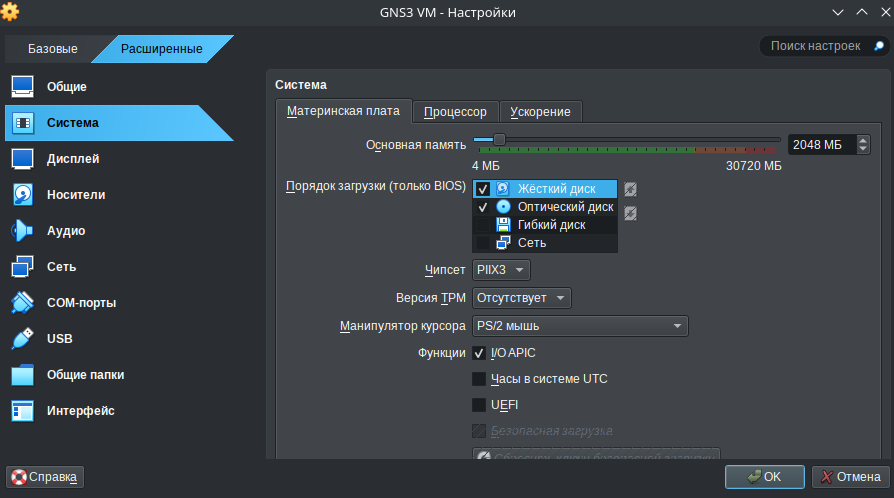 GNS3 VM - Настройки
Базовые
Расширенные
Поиск настроек
Общие
Система
Дисплей
Носители
Аудио
Сеть
COM-порты
USB
Общие папки
Интерфейс
Система
Материнская плата
Процессор
Ускорение
Основная память
2048 МБ
4 МБ
30720 МБ
Порядок загрузки (только BIOS)
Жёсткий диск
Оптический диск
Гибкий диск
Сеть
Чипсет
PIIX3
Версия TPM
Отсутствует
Манипулятор курсора
PS/2 мышь
Функции
I/O APIC
Часы в системе UTC
UEFI
Безопасная загрузка
Справка
OK
Отмена